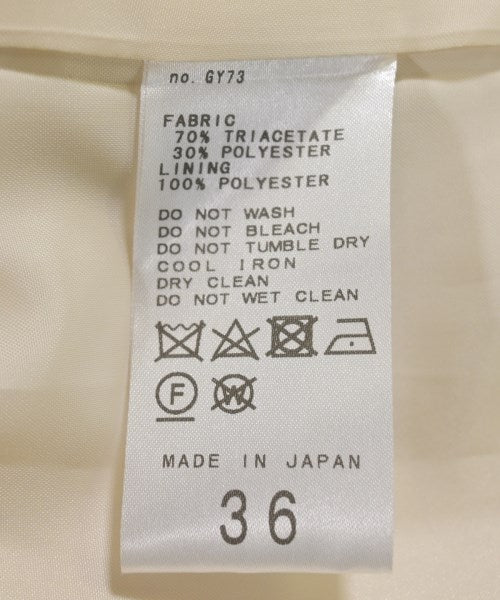 no. GY73
FABRIC
70% TRIACETATE
30% POLYESTER
LINING
100% POLYESTER
DO NOT WASH
DO NOT BLEACH
DO NOT TUMBLE DRY
COOL IRON
DRY CLEAN
DO NOT WET CLEAN
F W
MADE IN JAPAN
36